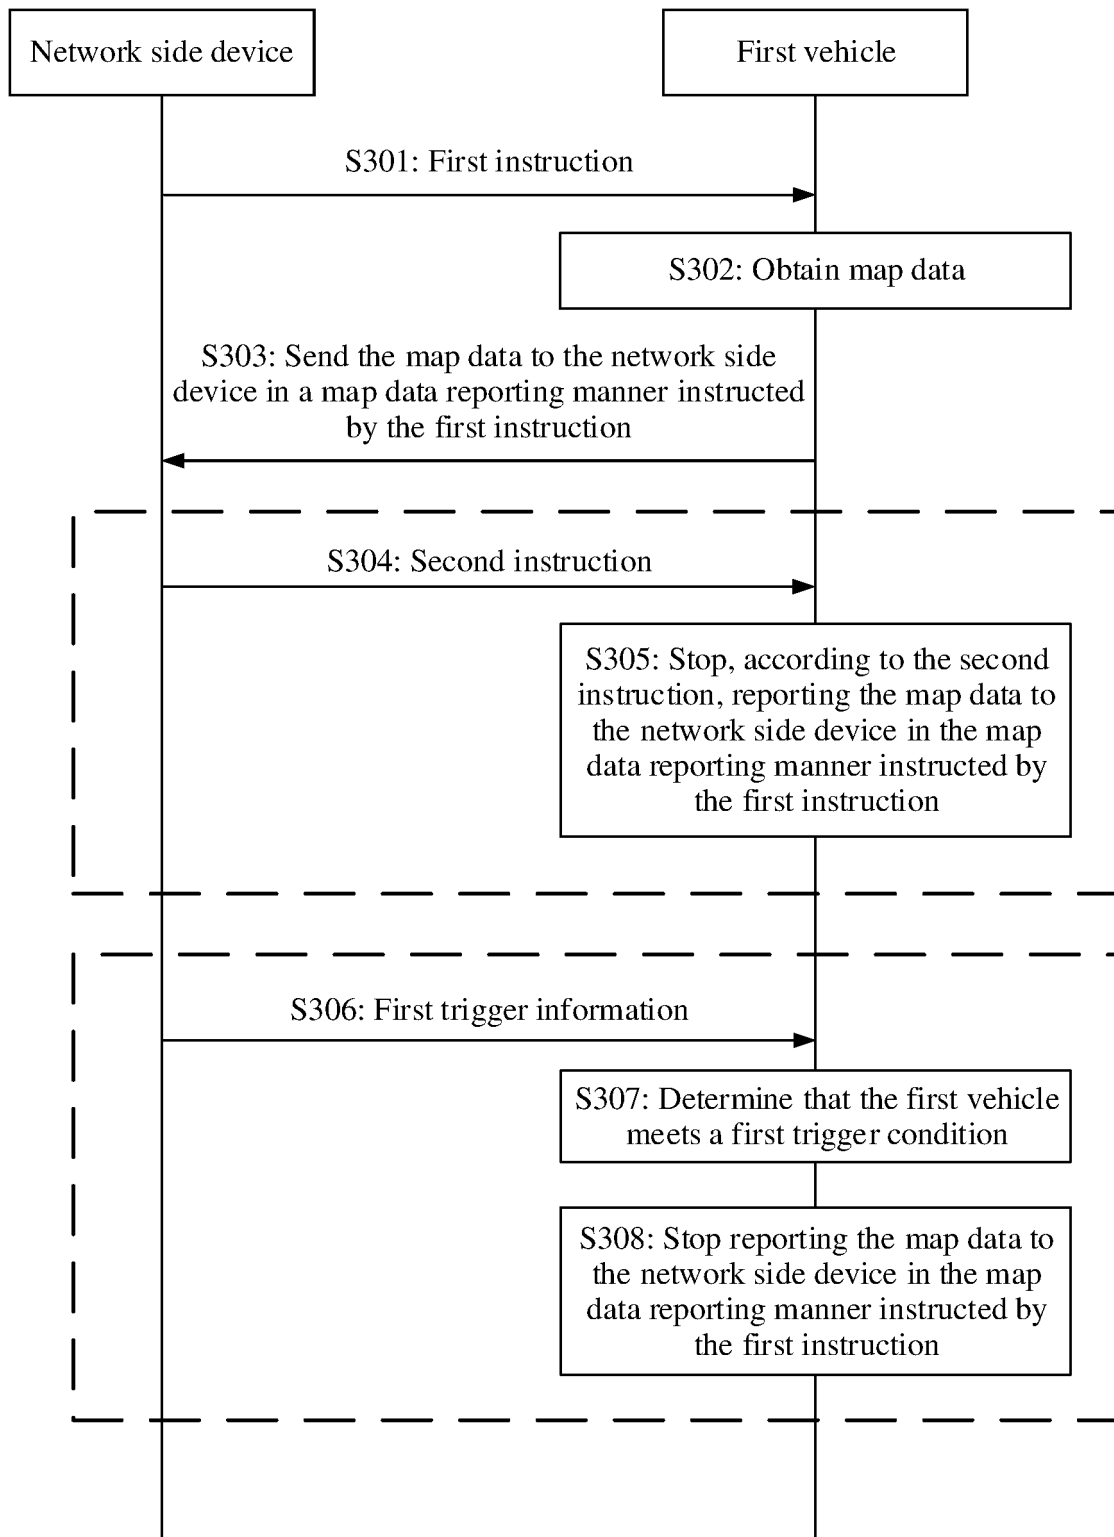 Network side device
First vehicle
S301: First instruction
S302: Obtain map data
S303: Send the map data to the network side
device in a map data reporting manner instructed
by the first instruction
S304: Second instruction
S305: Stop, according to the second
instruction, reporting the map data to
the network side device in the map
data reporting manner instructed by
the first instruction
S306: First trigger information
S307: Determine that the first vehicle
meets a first trigger condition
S308: Stop reporting the map data to
the network side device in the map
data reporting manner instructed by
the first instruction